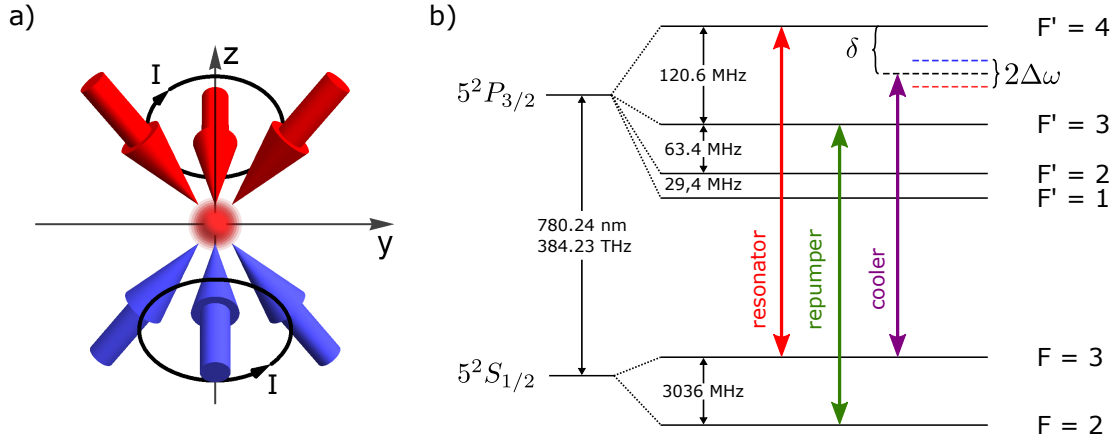 a)
z
I
y
I
b)
5²P₃/₂
780.24 nm
384.23 THz
5²S₁/₂
120.6 MHz
63.4 MHz
29,4 MHz
3036 MHz
resonator
repumper
cooler
δ
2Δω
F' = 4
F' = 3
F' = 2
F' = 1
F = 3
F = 2